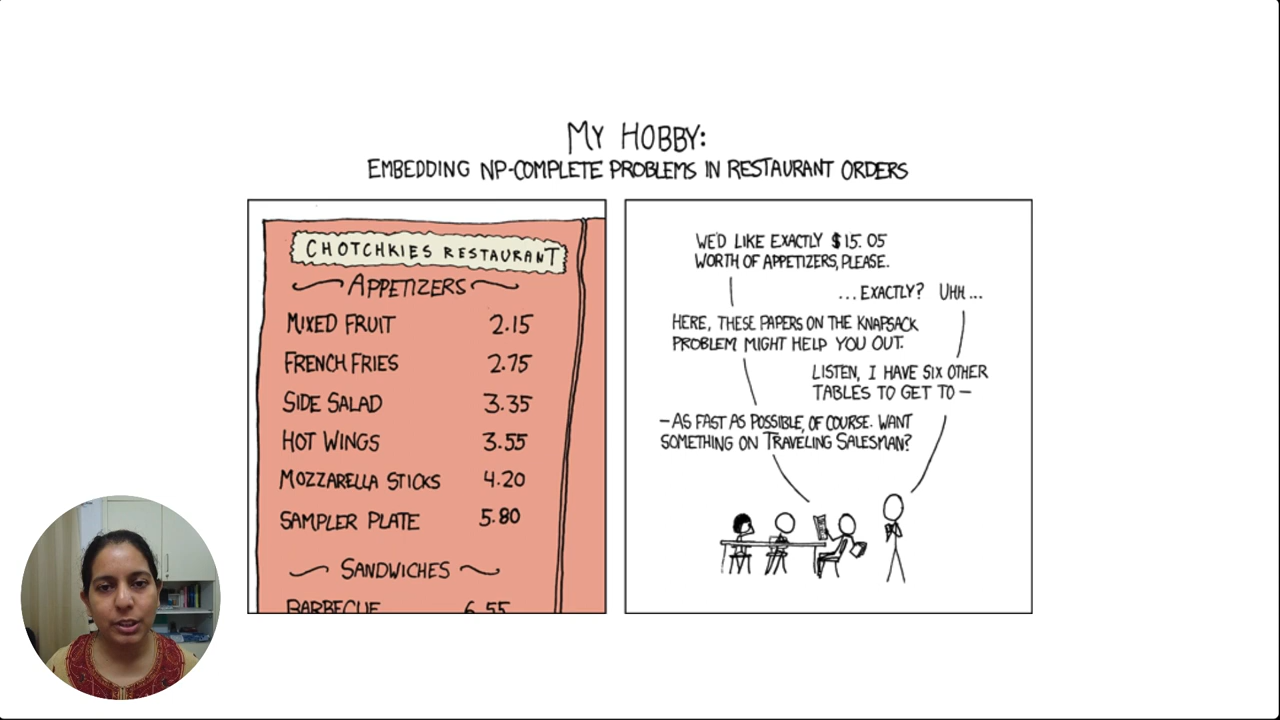 MY HOBBY:
EMBEDDING NP-COMPLETE PROBLEMS IN RESTAURANT ORDERS
CHOTCHKIES RESTAURANT
APPETIZERS
MIXED FRUIT 2.15
FRENCH FRIES 2.75
SIDE SALAD 3.35
HOT WINGS 3.55
MOZZARELLA STICKS 4.20
SAMPLER PLATE 5.80
SANDWICHES
BARBECUE 6.55
WE'D LIKE EXACTLY $15.05
WORTH OF APPETIZERS, PLEASE.
...EXACTLY? UHH...
HERE, THESE PAPERS ON THE KNAPSACK
PROBLEM MIGHT HELP YOU OUT.
LISTEN, I HAVE SIX OTHER
TABLES TO GET TO —
—AS FAST AS POSSIBLE, OF COURSE. WANT
SOMETHING ON TRAVELING SALESMAN?